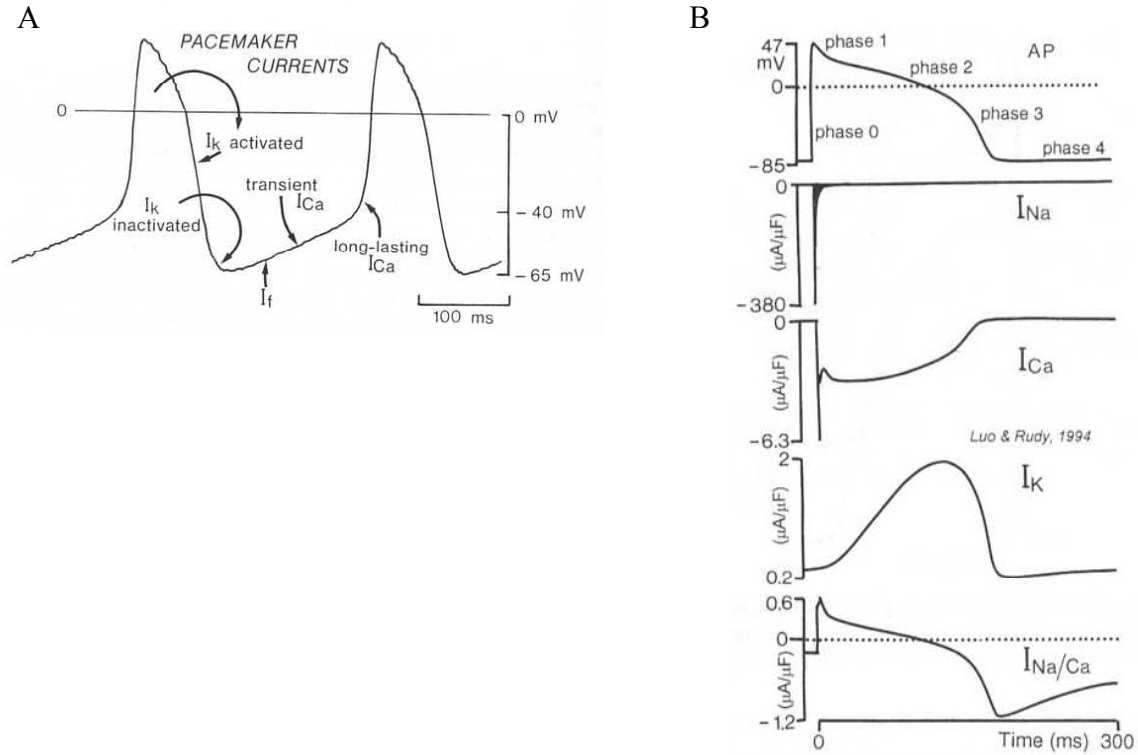 A
PACEMAKER
CURRENTS
0
0 mV
IK activated
IK
inactivated
transient
ICa
- 40 mV
long-lasting
ICa
- 65 mV
If
100 ms
B
47
mV
0
-85
phase 1
AP
phase 2
phase 3
phase 0
phase 4
0
(μA/μF)
-380
INa
0
(μA/μF)
-6.3
ICa
Luo & Rudy, 1994
2
(μA/μF)
0.2
IK
0.6
0
(μA/μF)
-1.2
INa/Ca
0 Time (ms) 300